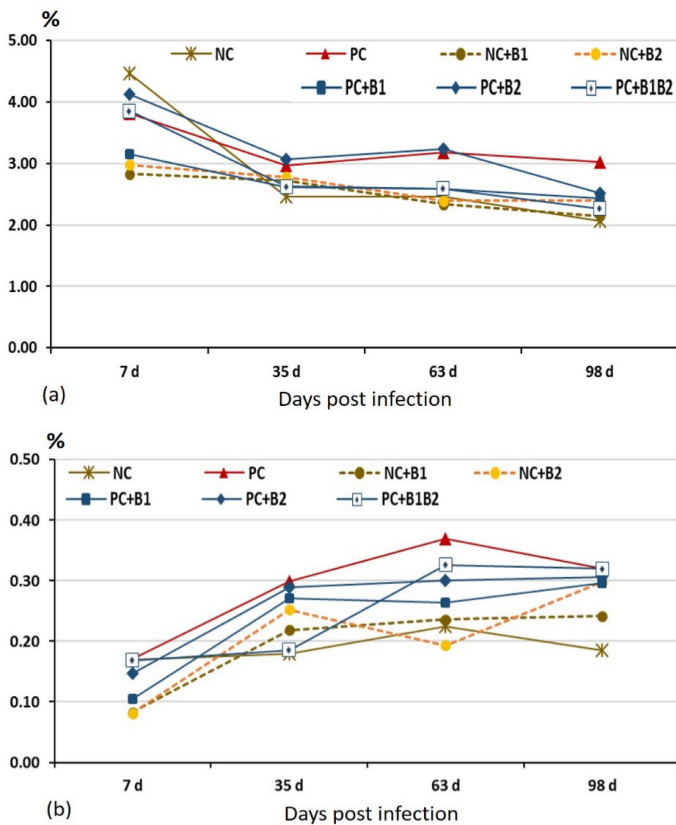 %
5.00
NC PC NC+B1 NC+B2
4.00
PC+B1 PC+B2 PC+B1B2
3.00
2.00
1.00
0.00
7 d 35 d 63 d 98 d
(a) Days post infection
%
0.50
NC PC NC+B1 NC+B2
PC+B1 PC+B2 PC+B1B2
0.40
0.30
0.20
0.10
0.00
7 d 35 d 63 d 98 d
(b) Days post infection